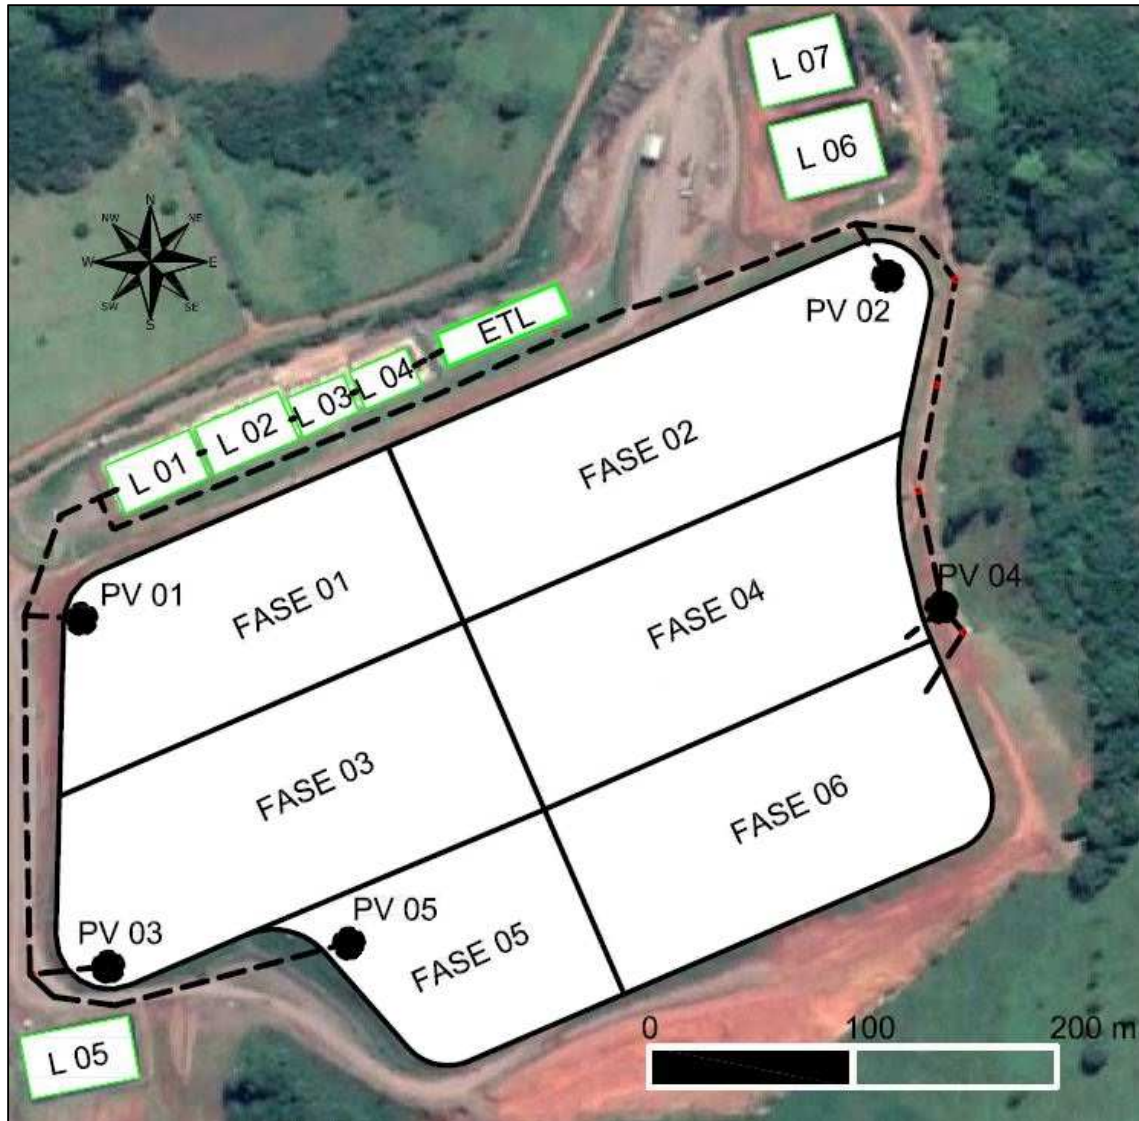 L 07
L 06
N
NW
NE
W
E
SW
SE
S
PV 02
ETL
L 04
L 03
L 02
L 01
FASE 02
PV 04
PV 01
FASE 01
FASE 04
FASE 03
FASE 06
PV 05
PV 03
FASE 05
0
100
200 m
L 05